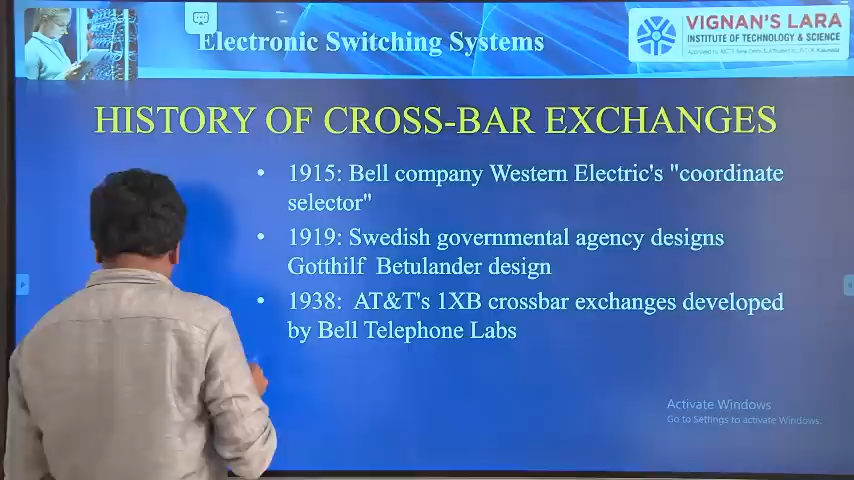 Electronic Switching Systems
VIGNAN'S LARA
INSTITUTE OF TECHNOLOGY & SCIENCE
HISTORY OF CROSS-BAR EXCHANGES
• 1915: Bell company Western Electric's "coordinate
selector"
• 1919: Swedish governmental agency designs
Gotthilf Betulander design
• 1938: AT&T's 1XB crossbar exchanges developed
by Bell Telephone Labs
Activate Windows
Go to Settings to activate Windows.